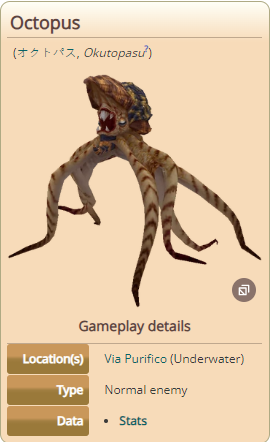 Octopus
(オクトパス, Okutopasu?)
Gameplay details
Location(s) Via Purifico (Underwater)
Type Normal enemy
Data • Stats